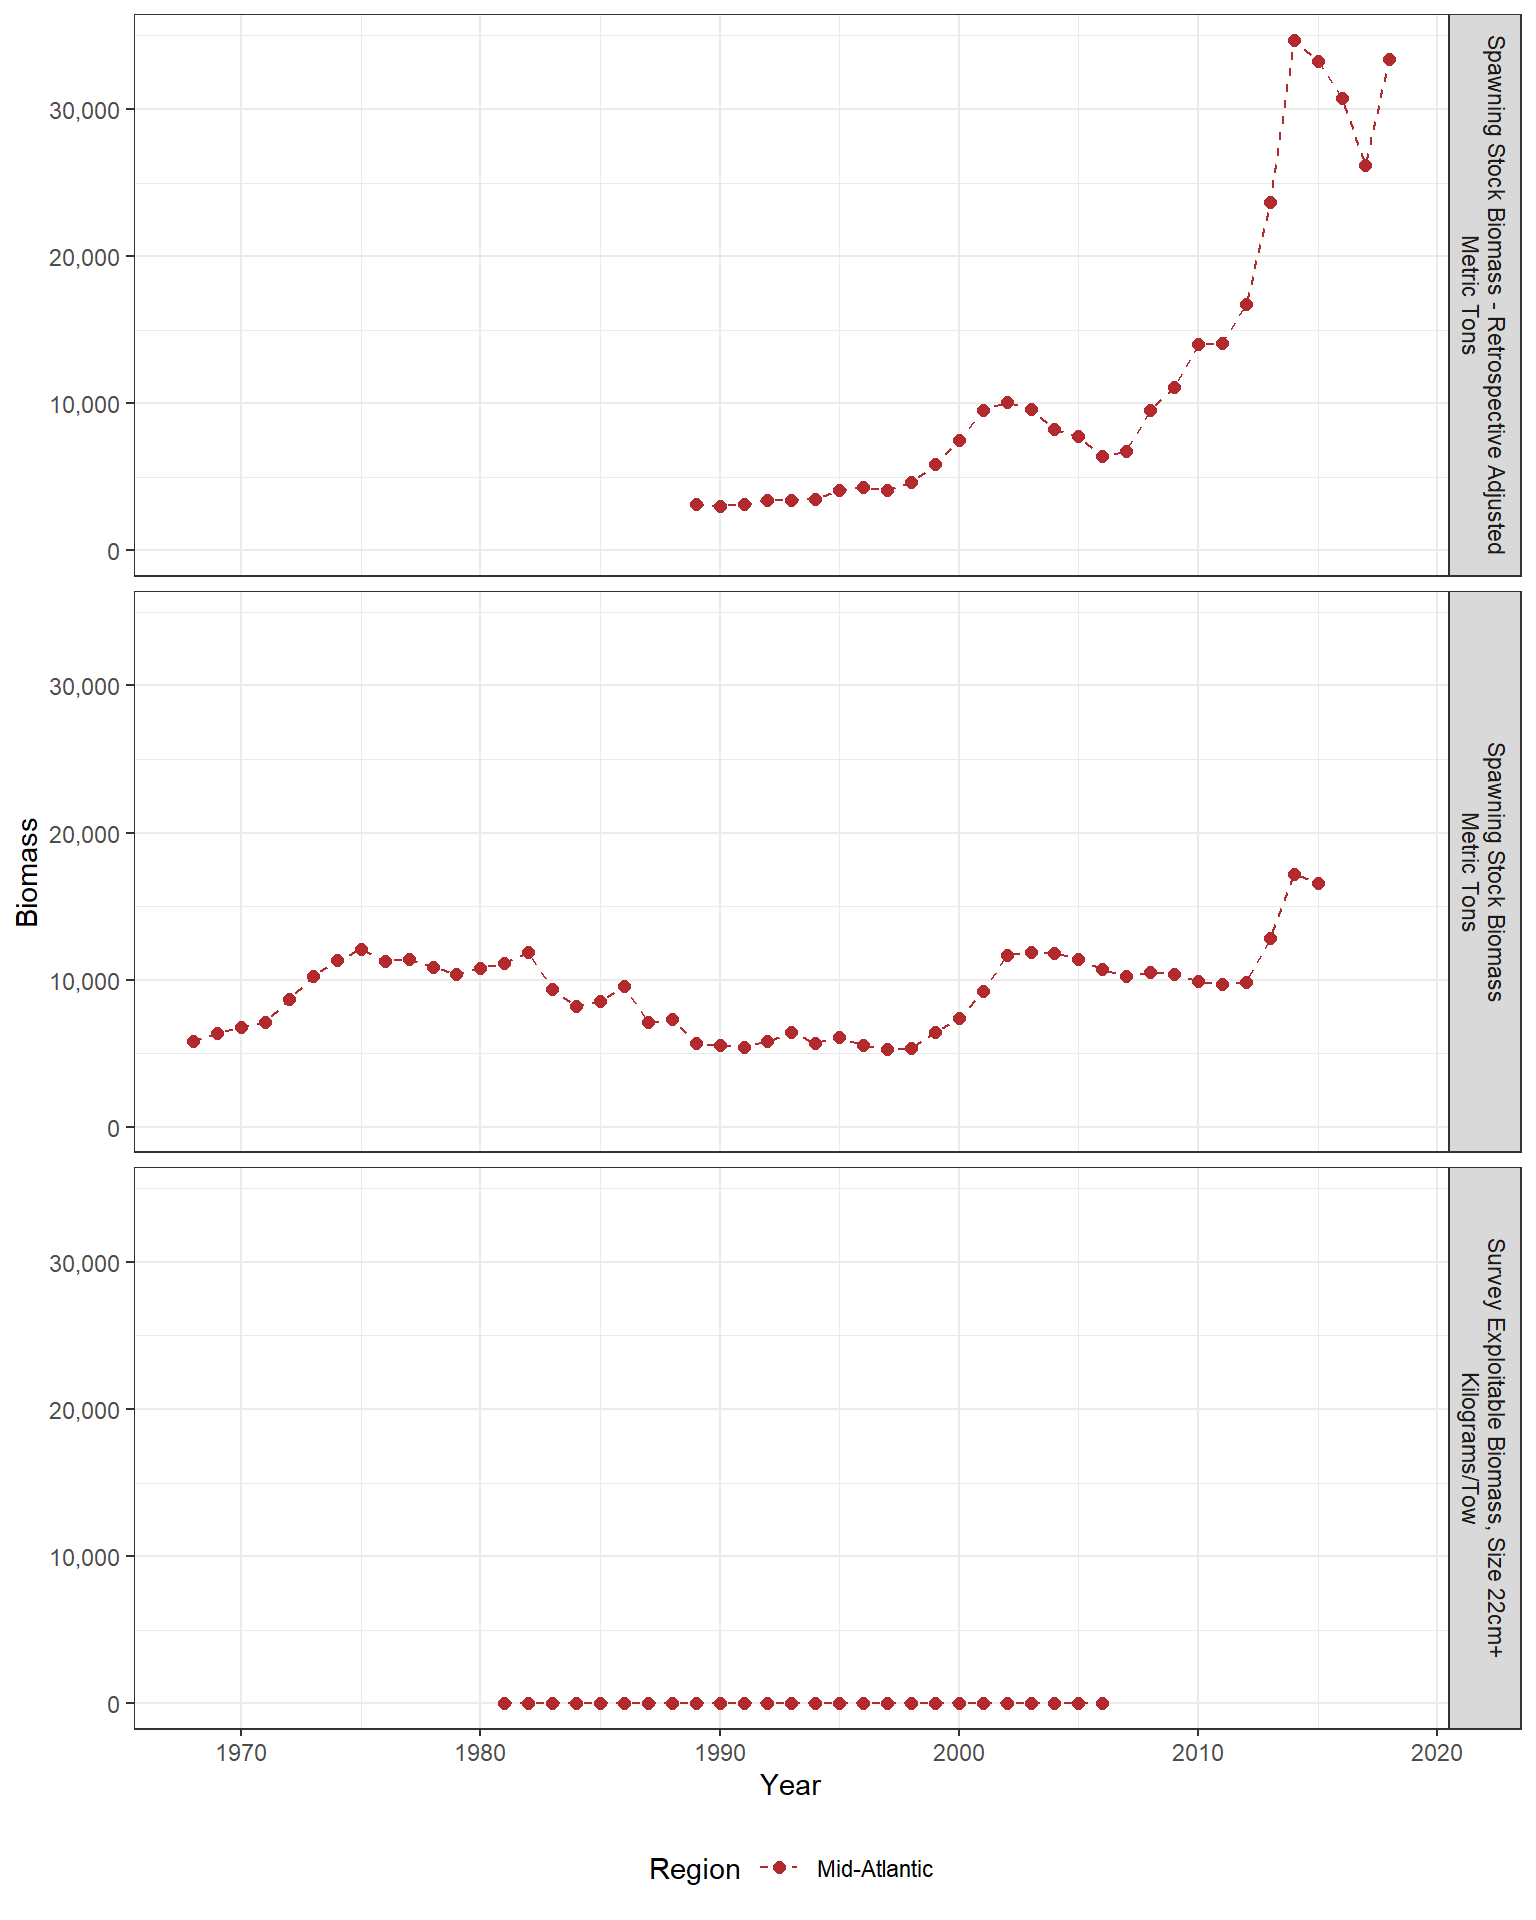 30,000
20,000
10,000
0
Spawning Stock Biomass - Retrospective Adjusted
Metric Tons
30,000
20,000
10,000
0
Spawning Stock Biomass
Metric Tons
Biomass
30,000
20,000
10,000
0
Survey Exploitable Biomass, Size 22cm+
Kilograms/Tow
1970 1980 1990 2000 2010 2020
Year
Region Mid-Atlantic